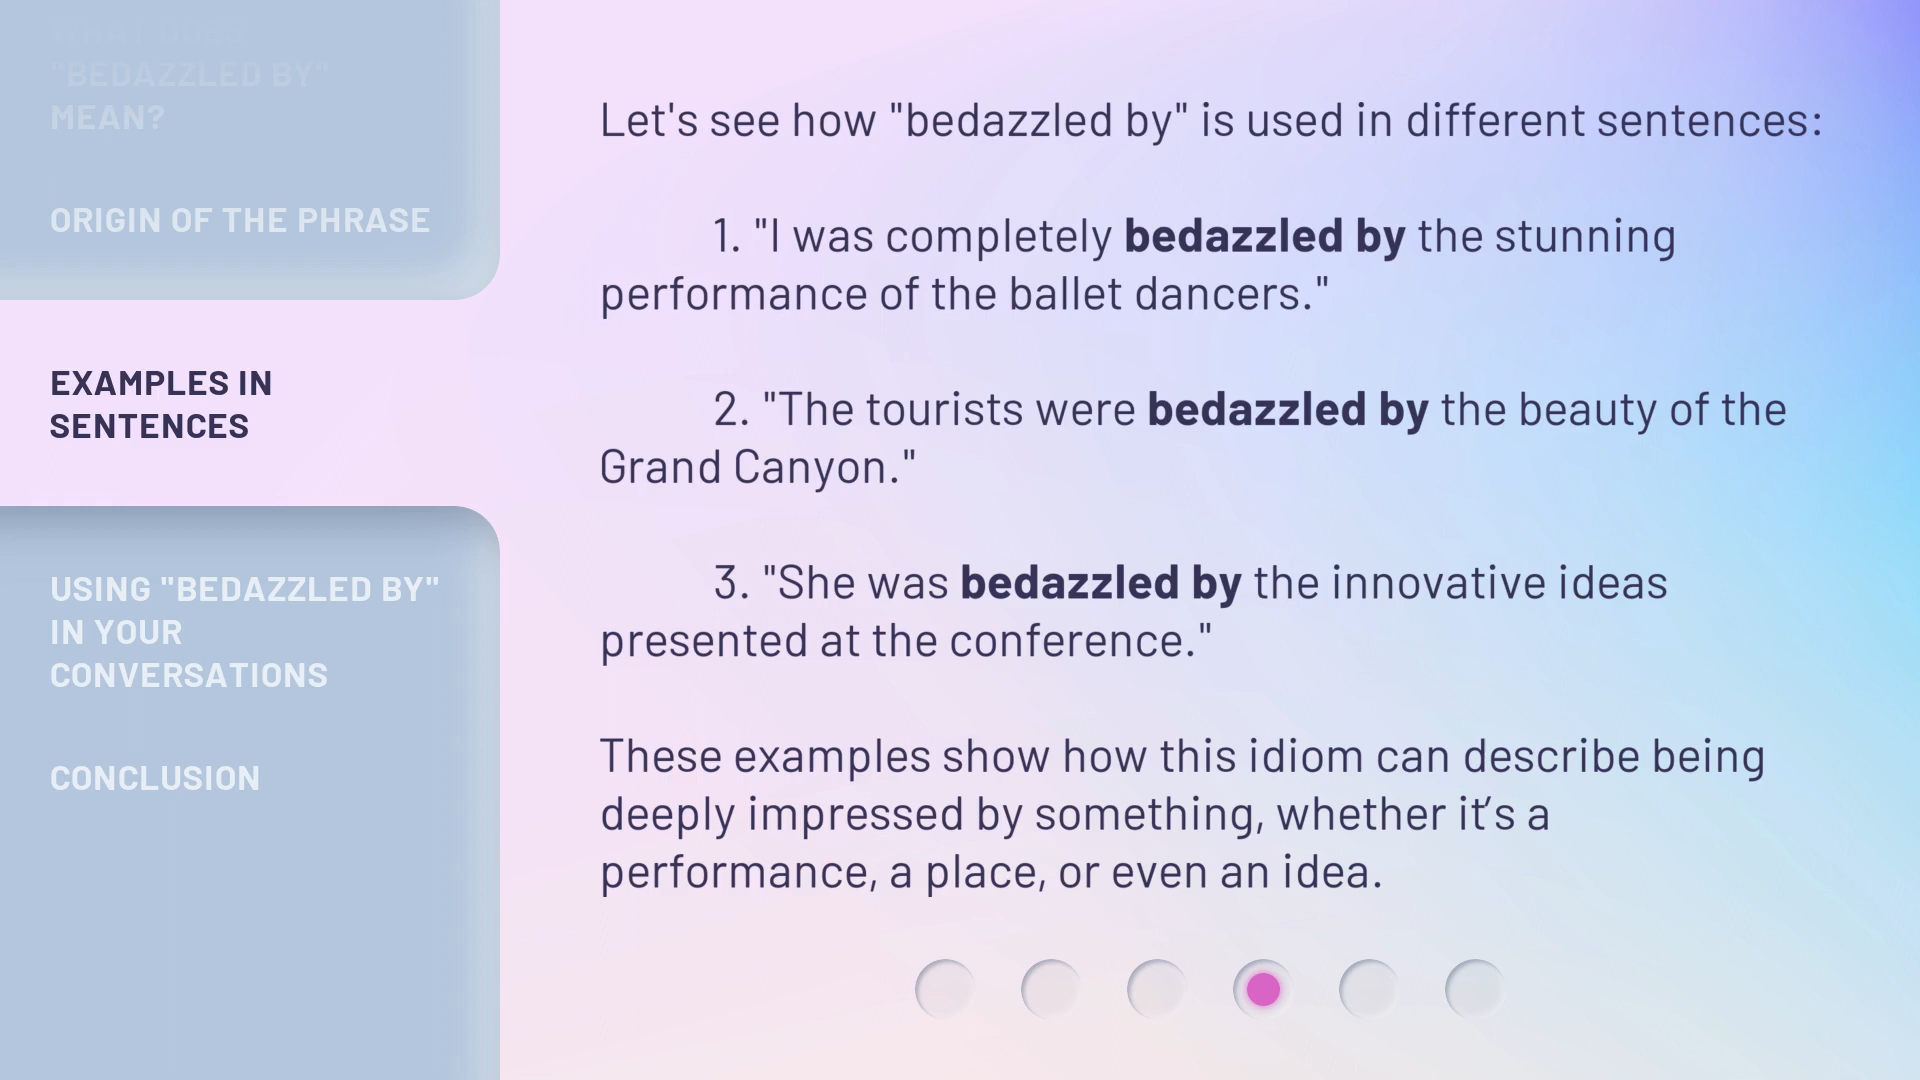 WHAT DOES
"BEDAZZLED BY"
MEAN?
ORIGIN OF THE PHRASE
EXAMPLES IN
SENTENCES
USING "BEDAZZLED BY"
IN YOUR
CONVERSATIONS
CONCLUSION
Let's see how "bedazzled by" is used in different sentences:
1. "I was completely bedazzled by the stunning
performance of the ballet dancers."
2. "The tourists were bedazzled by the beauty of the
Grand Canyon."
3. "She was bedazzled by the innovative ideas
presented at the conference."
These examples show how this idiom can describe being
deeply impressed by something, whether it’s a
performance, a place, or even an idea.